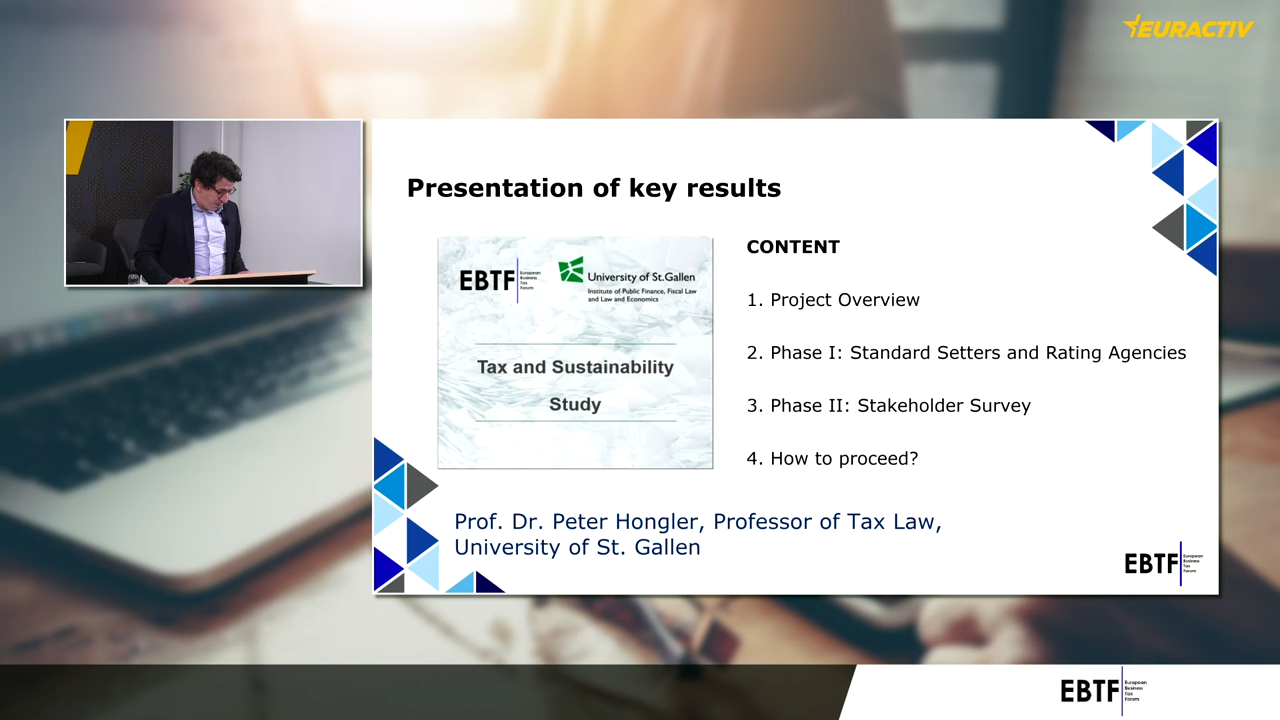 EURACTIV
Presentation of key results
EBTF
European
Business
Tax
Forum
University of St.Gallen
Institute of Public Finance, Fiscal Law
and Law and Economics
Tax and Sustainability
Study
CONTENT
1. Project Overview
2. Phase I: Standard Setters and Rating Agencies
3. Phase II: Stakeholder Survey
4. How to proceed?
Prof. Dr. Peter Hongler, Professor of Tax Law,
University of St. Gallen
EBTF
European
Business
Tax
Forum
EBTF
European
Business
Tax
Forum